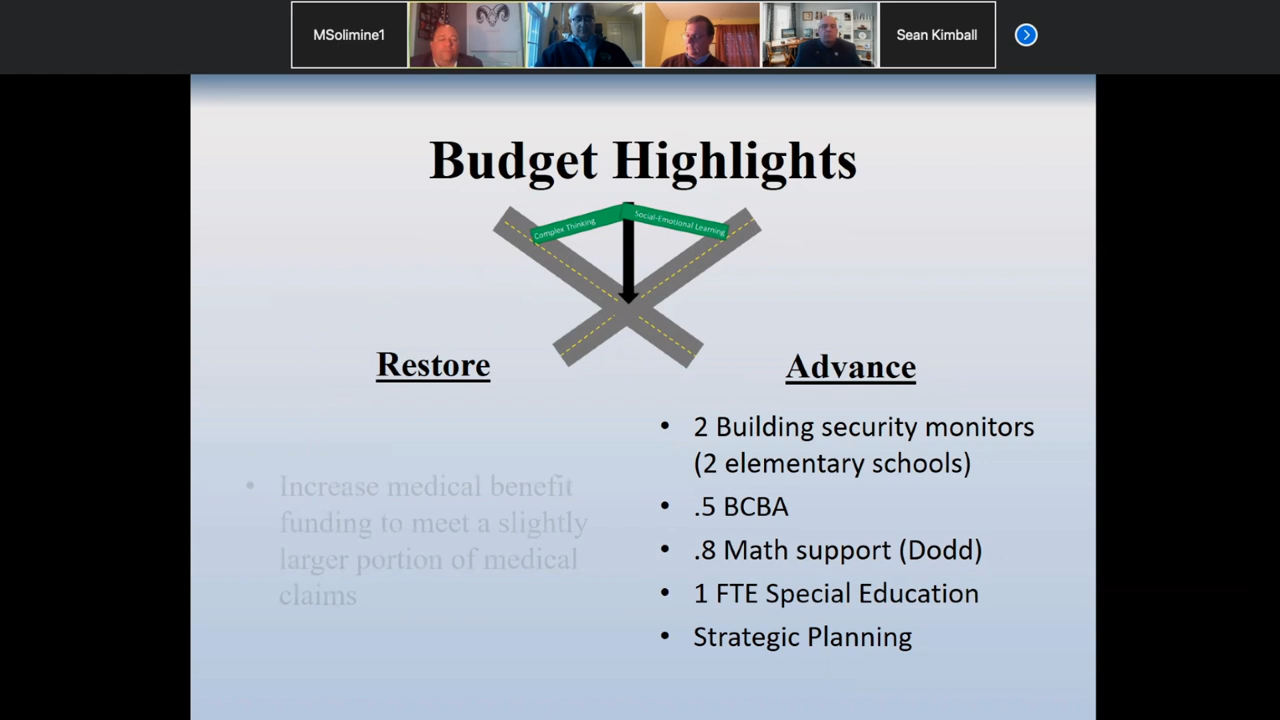 MSolimine1
Sean Kimball
Budget Highlights
Complex Thinking
Social-Emotional Learning
Restore
Advance
• Increase medical benefit
funding to meet a slightly
larger portion of medical
claims
• 2 Building security monitors
(2 elementary schools)
• .5 BCBA
• .8 Math support (Dodd)
• 1 FTE Special Education
• Strategic Planning